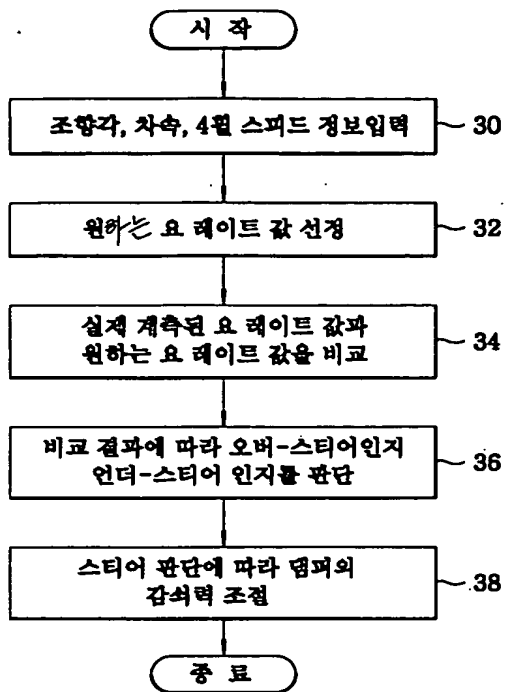 시 작
조향각, 차속, 4휠 스피드 정보입력
30
원하는 요 레이트 값 선정
32
실제 계측된 요 레이트 값과
원하는 요 레이트 값을 비교
34
비교 결과에 따라 오버-스티어인지
언더-스티어 인지를 판단
36
스티어 판단에 따라 댐퍼의
감쇠력 조절
38
종 료